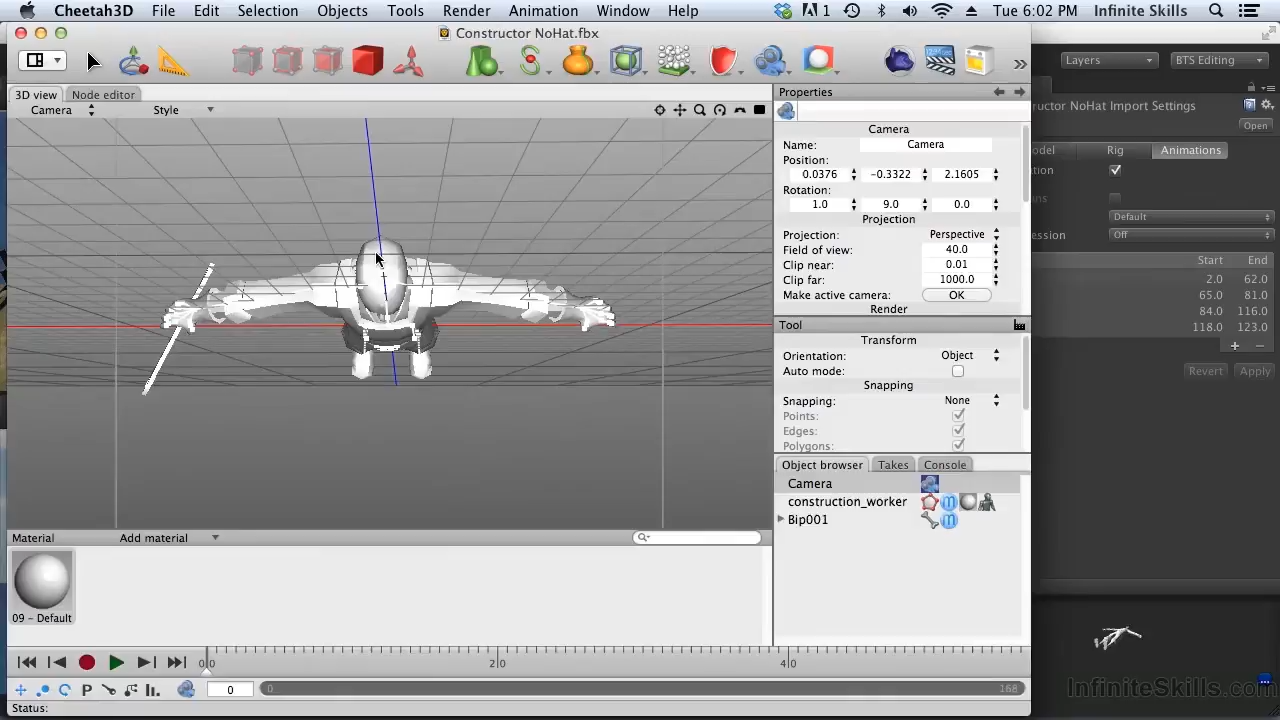 Cheetah3D File Edit Selection Objects Tools Render Animation Window Help 1 Tue 6:02 PM Infinite Skills
Constructor NoHat.fbx
Layers BTS Editing
3D view Node editor
Camera Style
Properties
Camera
Name: Camera
Position:
0.0376 -0.3322 2.1605
Rotation:
1.0 9.0 0.0
Projection
Projection: Perspective
Field of view: 40.0
Clip near: 0.01
Clip far: 1000.0
Make active camera: OK
Render
Tool
Transform
Orientation: Object
Auto mode:
Snapping
Snapping: None
Points:
Edges:
Polygons:
Object browser Takes Console
Camera
construction_worker
Bip001
ructor NoHat Import Settings
Open
odel Rig Animations
tion
ans
Default
ession Off
Start End
2.0 62.0
65.0 81.0
84.0 116.0
118.0 123.0
+ −
Revert Apply
Material Add material
09 - Default
0.0 20 40
P 0 0 168
Status:
InfiniteSkills.com